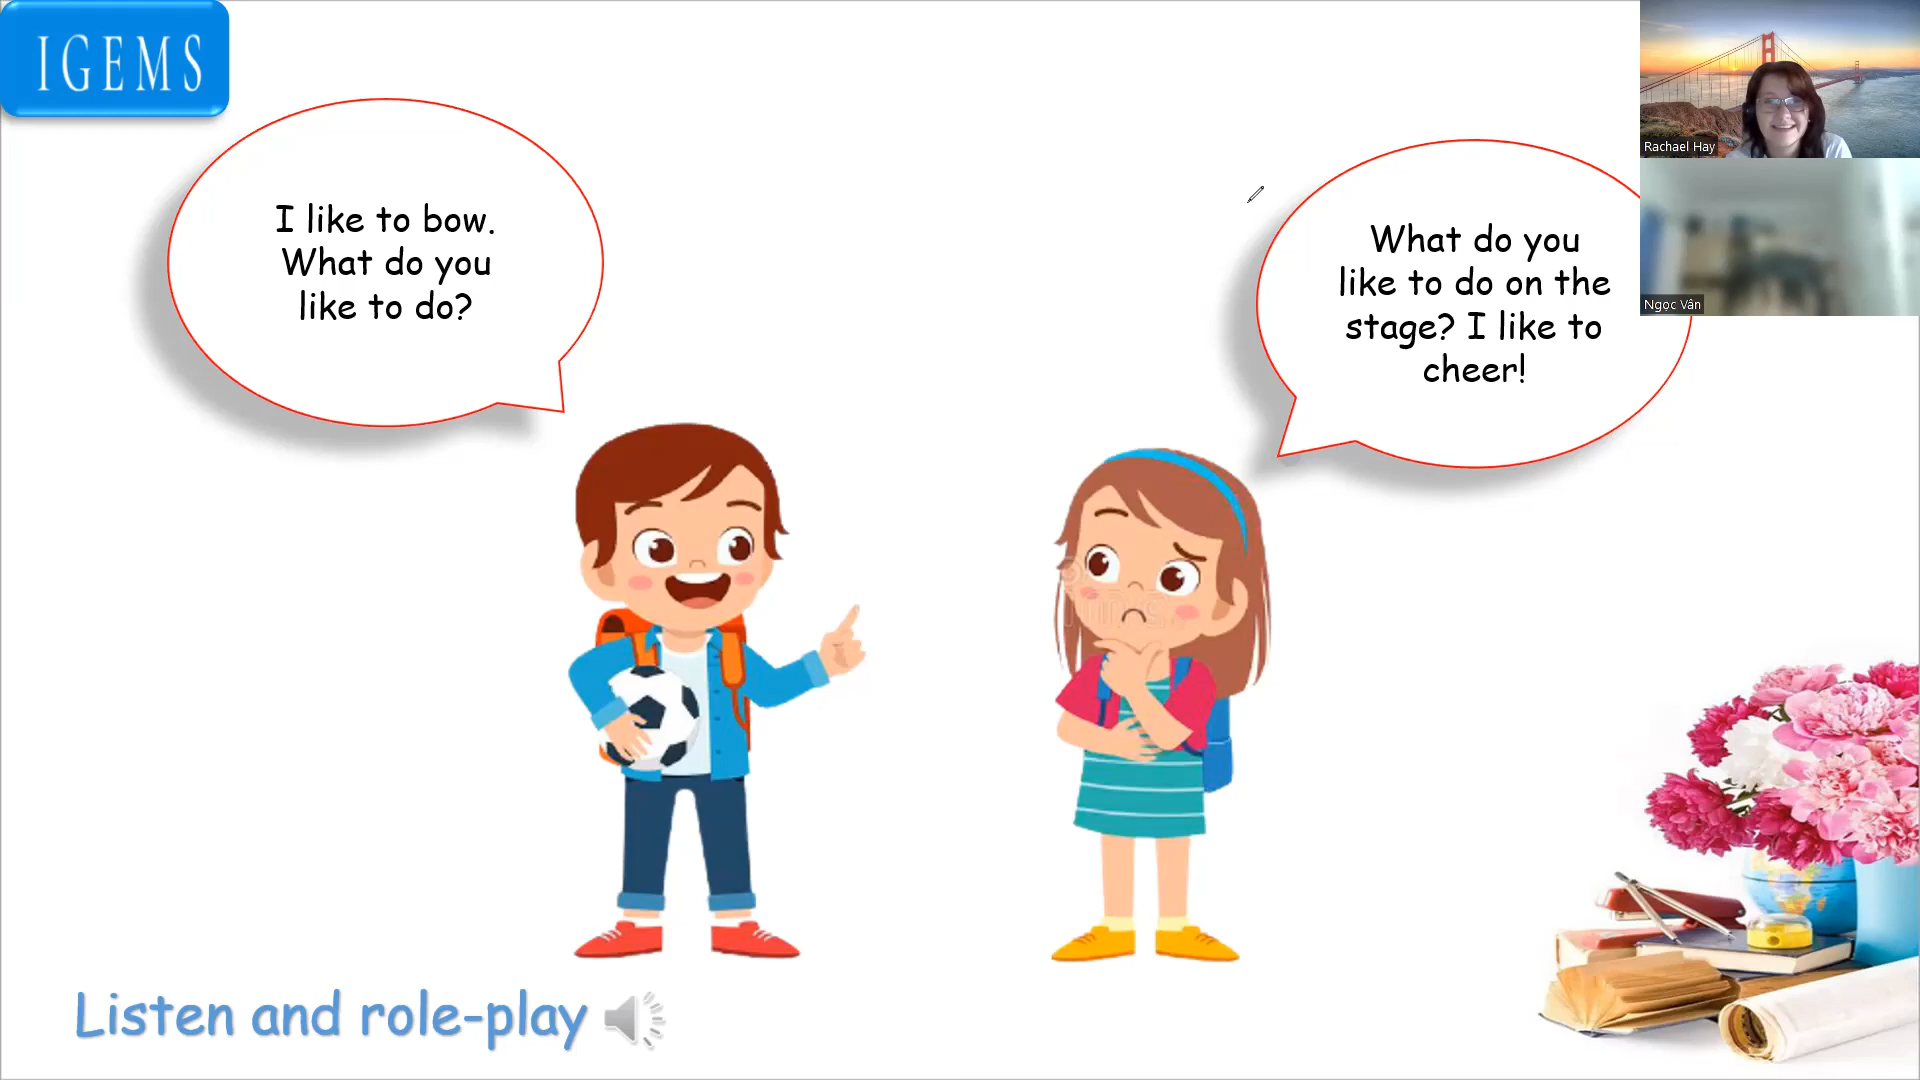 IGEMS
I like to bow.
What do you
like to do?
What do you
like to do on the
stage? I like to
cheer!
Rachael Hay
Ngọc Vân
Listen and role-play